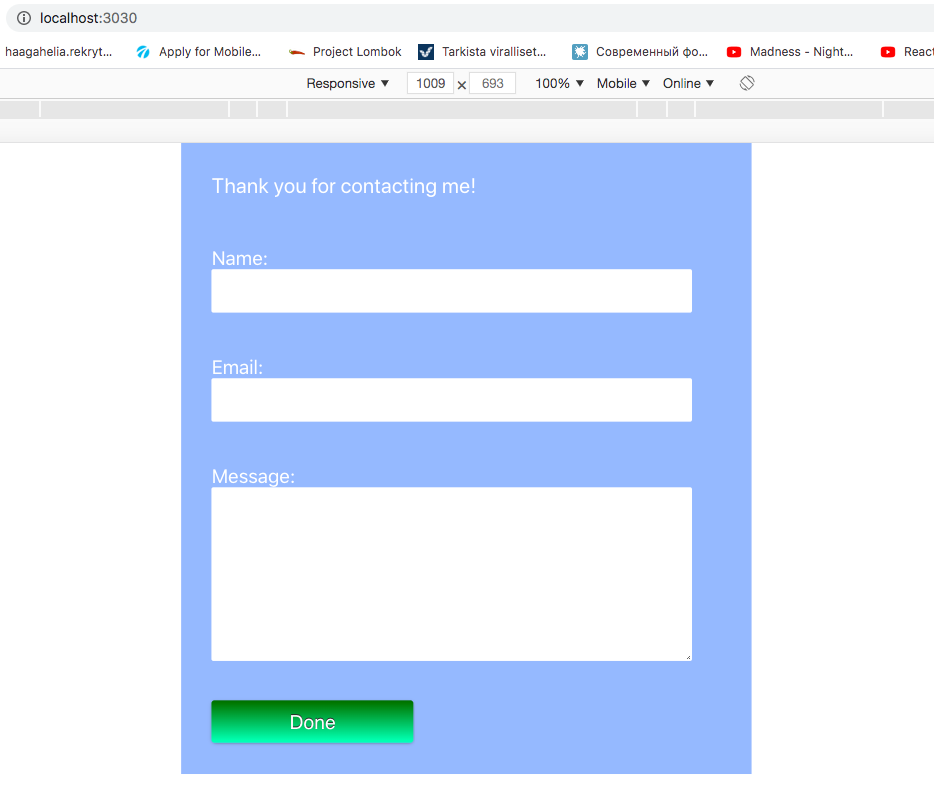 localhost:3030
haagahelia.rekryt... Apply for Mobile... Project Lombok Tarkista viralliset... Современный фо... Madness - Night... React
Responsive ▼ 1009 × 693 100% ▼ Mobile ▼ Online ▼
Thank you for contacting me!
Name:
Email:
Message:
Done